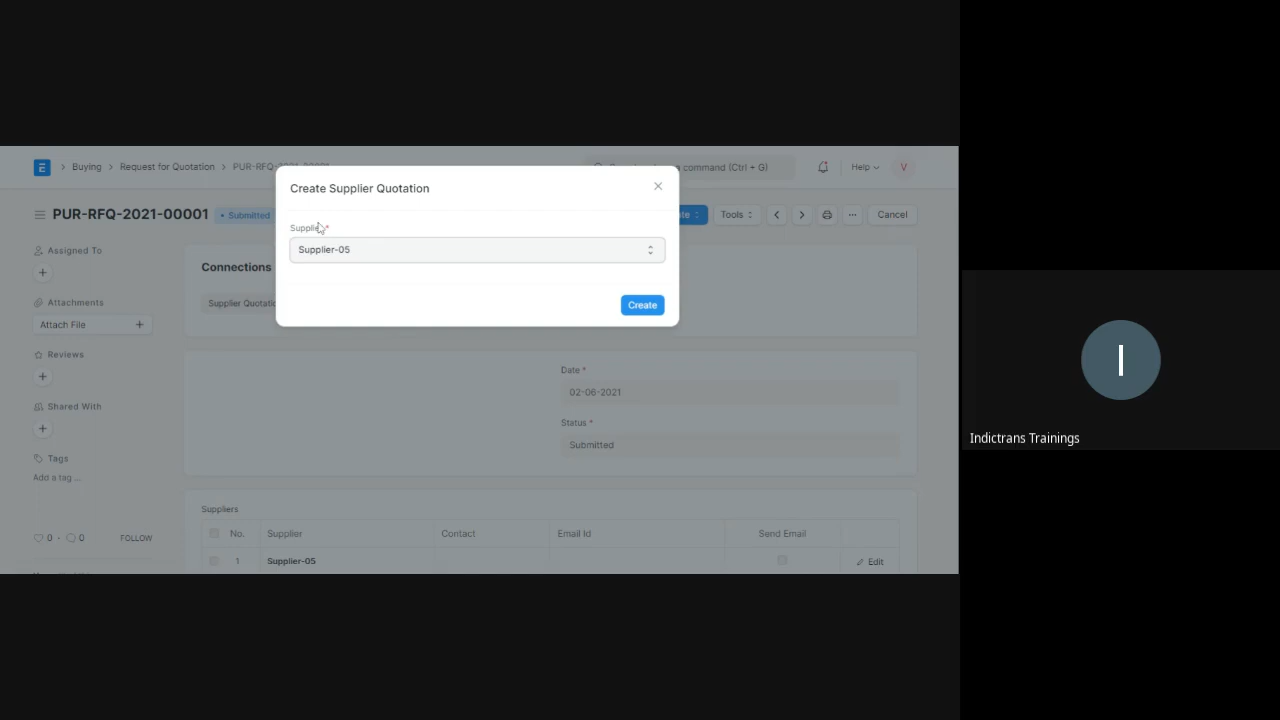 Buying > Request for Quotation > 
command (Ctrl + G)
Help
V
PUR-RFQ-2021-00001
Submitted
Tools
Cancel
Create Supplier Quotation
Supplier-05
Create
Assigned To
Attachments
Attach File
Reviews
Shared With
Tags
Add a tag ...
0 · 0
FOLLOW
Connections
Supplier
Date *
02-06-2021
Status *
Submitted
Suppliers
No. Supplier Contact Email Id Send Email
1 Supplier-05 Edit
I
Indictrans Trainings